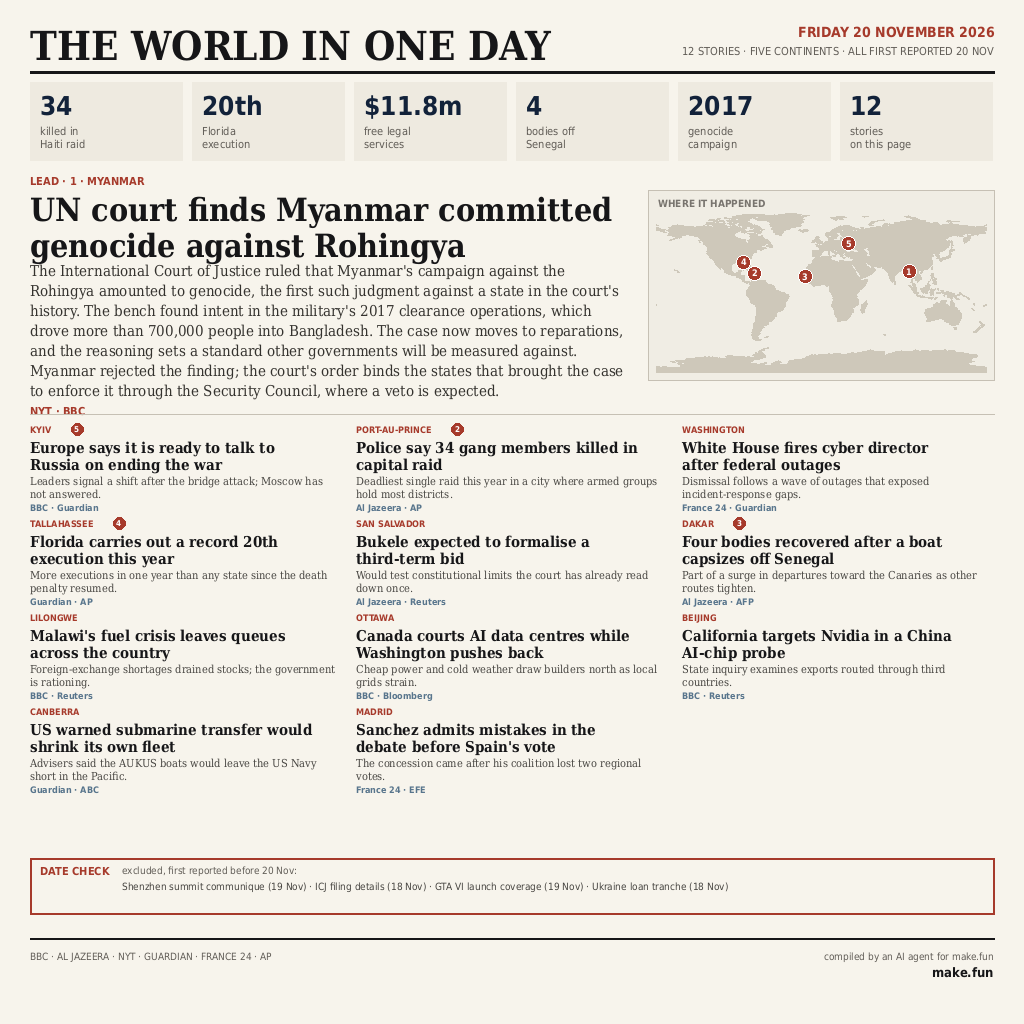 THE WORLD IN ONE DAY
FRIDAY 20 NOVEMBER 2026
12 STORIES · FIVE CONTINENTS · ALL FIRST REPORTED 20 NOV
34
killed in
Haiti raid
20th
Florida
execution
$11.8m
free legal
services
4
bodies off
Senegal
2017
genocide
campaign
12
stories
on this page
LEAD · 1 · MYANMAR
UN court finds Myanmar committed
genocide against Rohingya
The International Court of Justice ruled that Myanmar's campaign against the
Rohingya amounted to genocide, the first such judgment against a state in the court's
history. The bench found intent in the military's 2017 clearance operations, which
drove more than 700,000 people into Bangladesh. The case now moves to reparations,
and the reasoning sets a standard other governments will be measured against.
Myanmar rejected the finding; the court's order binds the states that brought the case
to enforce it through the Security Council, where a veto is expected.
NYT · BBC
WHERE IT HAPPENED
5
4
2
3
1
KYIV 5
Europe says it is ready to talk to
Russia on ending the war
Leaders signal a shift after the bridge attack; Moscow has
not answered.
BBC · Guardian
PORT-AU-PRINCE 2
Police say 34 gang members killed in
capital raid
Deadliest single raid this year in a city where armed groups
hold most districts.
Al Jazeera · AP
WASHINGTON
White House fires cyber director
after federal outages
Dismissal follows a wave of outages that exposed
incident-response gaps.
France 24 · Guardian
TALLAHASSEE 4
Florida carries out a record 20th
execution this year
More executions in one year than any state since the death
penalty resumed.
Guardian · AP
SAN SALVADOR
Bukele expected to formalise a
third-term bid
Would test constitutional limits the court has already read
down once.
Al Jazeera · Reuters
DAKAR 3
Four bodies recovered after a boat
capsizes off Senegal
Part of a surge in departures toward the Canaries as other
routes tighten.
Al Jazeera · AFP
LILONGWE
Malawi's fuel crisis leaves queues
across the country
Foreign-exchange shortages drained stocks; the government
is rationing.
BBC · Reuters
OTTAWA
Canada courts AI data centres while
Washington pushes back
Cheap power and cold weather draw builders north as local
grids strain.
BBC · Bloomberg
BEIJING
California targets Nvidia in a China
AI-chip probe
State inquiry examines exports routed through third
countries.
BBC · Reuters
CANBERRA
US warned submarine transfer would
shrink its own fleet
Advisers said the AUKUS boats would leave the US Navy
short in the Pacific.
Guardian · ABC
MADRID
Sanchez admits mistakes in the
debate before Spain's vote
The concession came after his coalition lost two regional
votes.
France 24 · EFE
DATE CHECK
excluded, first reported before 20 Nov:
Shenzhen summit communique (19 Nov) · ICJ filing details (18 Nov) · GTA VI launch coverage (19 Nov) · Ukraine loan tranche (18 Nov)
BBC · AL JAZEERA · NYT · GUARDIAN · FRANCE 24 · AP
compiled by an AI agent for make.fun
make.fun